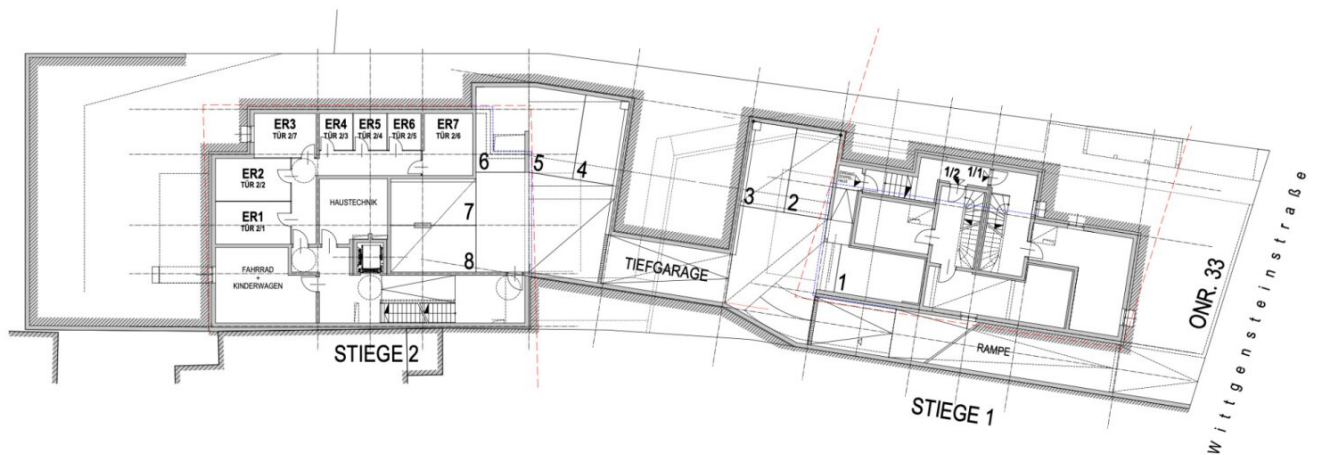 ER3
TÜR 2/7
ER4
TÜR 2/3
ER5
TÜR 2/4
ER6
TÜR 2/5
ER7
TÜR 2/6
6
5
4
ER2
TÜR 2/2
ER1
TÜR 2/1
HAUSTECHNIK
7
8
FAHRRAD
+
KINDERWAGEN
STIEGE 2
TIEFGARAGE
3
2
1
1/2
1/1
RAMPE
STIEGE 1
ONR. 33
Wittgensteinstraße